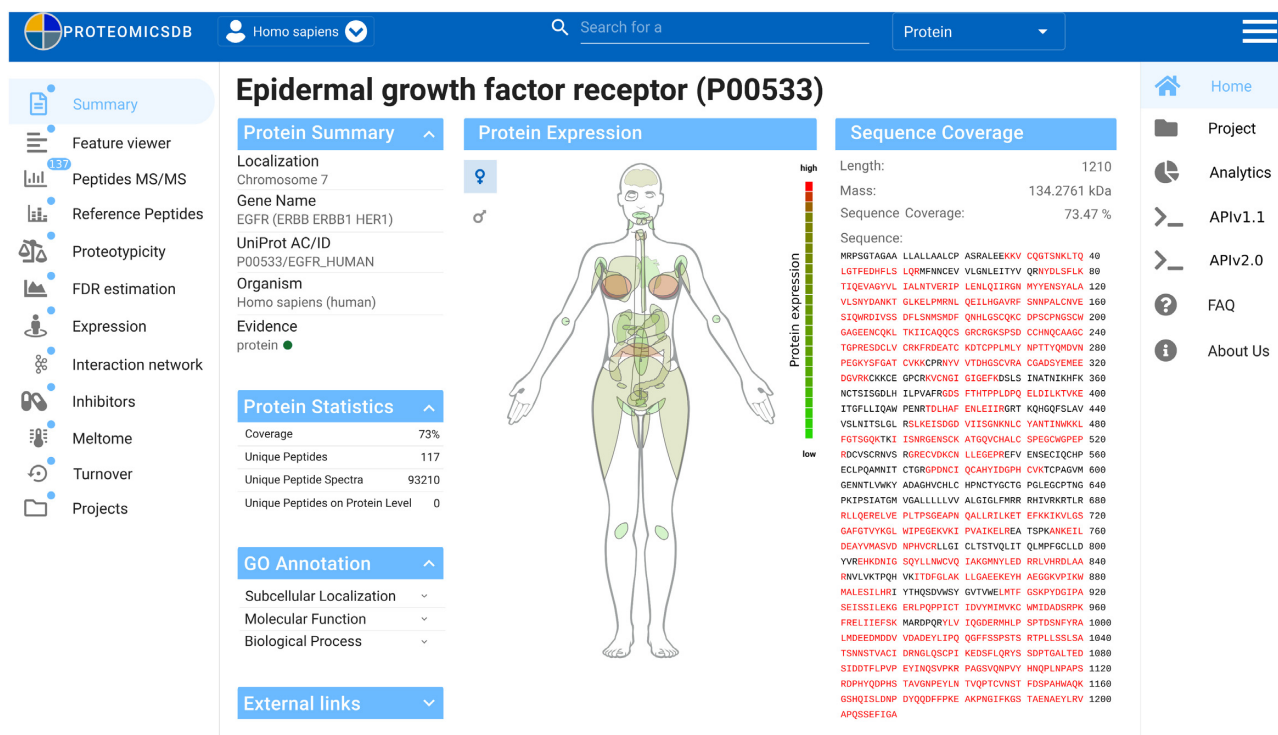 PROTEOMICSDB
Homo sapiens
Search for a
Protein
Summary
Feature viewer
137
Peptides MS/MS
Reference Peptides
Proteotypicity
FDR estimation
Expression
Interaction network
Inhibitors
Meltome
Turnover
Projects
Epidermal growth factor receptor (P00533)
Protein Summary
Localization
Chromosome 7
Gene Name
EGFR (ERBB ERBB1 HER1)
UniProt AC/ID
P00533/EGFR_HUMAN
Organism
Homo sapiens (human)
Evidence
protein
Protein Statistics
Coverage 73%
Unique Peptides 117
Unique Peptide Spectra 93210
Unique Peptides on Protein Level 0
GO Annotation
Subcellular Localization
Molecular Function
Biological Process
External links
Protein Expression
♀
♂
high
Protein expression
low
Sequence Coverage
Length: 1210
Mass: 134.2761 kDa
Sequence Coverage: 73.47 %
Sequence:
MRPSGTAGAA LLALLAALCP ASRALEEKKV CQGTSNKLTQ 40
LGTFEDHFLS LQRMFNNCEV VLGNLEITYV QRNYDLSFLK 80
TIQEVAGYVL IALNTVERIP LENLQIIRGN MYYENSYALA 120
VLSNYDANKT GLKELPMRNL QEILHGAVRF SNNPALCNVE 160
SIQWRDIVSS DFLSNMSMDF QNHLGSCQKC DPSCPNGSCW 200
GAGEENCQKL TKIICAQQCS GRCRGKSPSD CCHNQCAAGC 240
TGPRESDCLV CRKFRDEATC KDTCPPLMLY NPTTYQMDVN 280
PEGKYSFGAT CVKKCPRNYV VTDHGSCVRA CGADSYEMEE 320
DGVRKCKKCE GPCRKVCNGI GIGEFKDSLS INATNIKHFK 360
NCTSISGDLH ILPVAFRGDS FTHTPPLDPQ ELDILKTVKE 400
ITGFLLIQAW PENRTDLHAF ENLEIIRGRT KQHGQFSLAV 440
VSLNITSLGL RSLKEISDGD VIISGNKNLC YANTINWKKL 480
FGTSGQKTKI ISNRGENSCK ATGQVCHALC SPEGCWGPEP 520
RDCVSCRNVS RGRECVDKCN LLEGEPREFV ENSECIQCHP 560
ECLPQAMNIT CTGRGPDNCI QCAHYIDGPH CVKTCPAGVM 600
GENNTLVWKY ADAGHVCHLC HPNCTYGCTG PGLEGCPTNG 640
PKIPSIATGM VGALLLLLVV ALGIGLFMRR RHIVRKRTLR 680
RLLQERELVE PLTPSGEAPN QALLRILKET EFKKIKVLGS 720
GAFGTVYKGL WIPEGEKVKI PVAIKELREA TSPKANKEIL 760
DEAYVMASVD NPHVCRLLGI CLTSTVQLIT QLMPFGCLLD 800
YVREHKDNIG SQYLLNWCVQ IAKGMNYLED RRLVHRDLAA 840
RNVLVKTPQH VKITDFGLAK LLGAEEKEYH AEGGKVPIKW 880
MALESILHRI YTHQSDVWSY GVTVWELMTF GSKPYDGIPA 920
SEISSILEKG ERLPQPPICT IDVYMIMVKC WMIDADSRPK 960
FRELIIEFSK MARDPQRYLV IQGDERMHLP SPTDSNFYRA 1000
LMDEEDMDDV VDADEYLIPQ QGFFSSPSTS RTPLLSSLSA 1040
TSNNSTVACI DRNGLQSCPI KEDSFLQRYS SDPTGALTED 1080
SIDDTFLPVP EYINQSVPKR PAGSVQNPVY HNQPLNPAPS 1120
RDPHYQDPHS TAVGNPEYLN TVQPTCVNST FDSPAHWAQK 1160
GSHQISLDNP DYQQDFFPKE AKPNGIFKGS TAENAEYLRV 1200
APQSSEFIGA
Home
Project
Analytics
APIv1.1
APIv2.0
FAQ
About Us